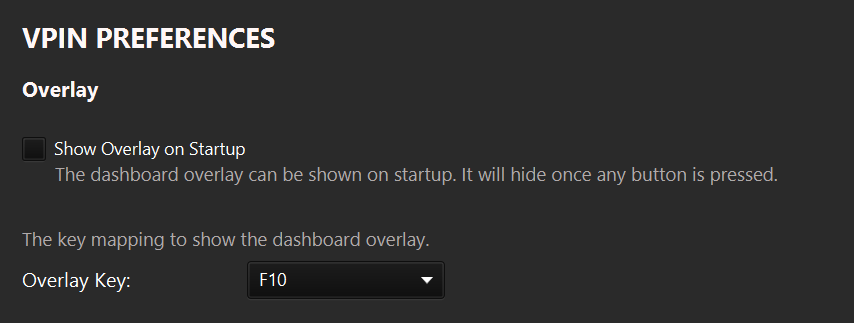 VPIN PREFERENCES
Overlay
Show Overlay on Startup
The dashboard overlay can be shown on startup. It will hide once any button is pressed.
The key mapping to show the dashboard overlay.
Overlay Key: F10